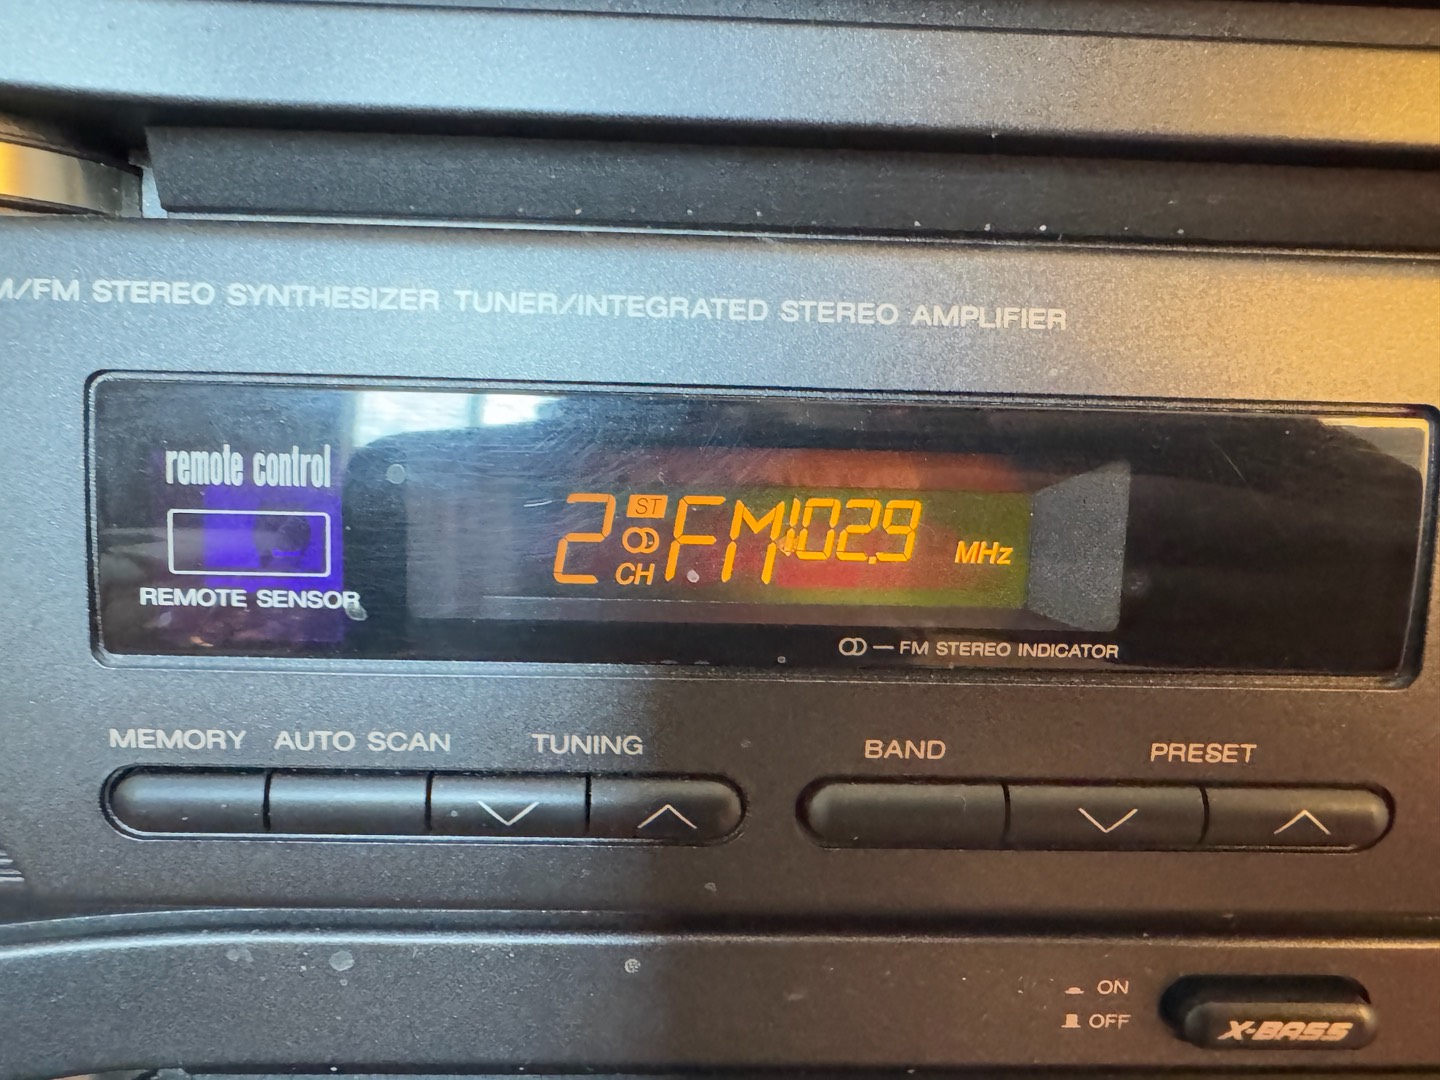 M/FM STEREO SYNTHESIZER TUNER/INTEGRATED STEREO AMPLIFIER
remote control
REMOTE SENSOR
2 ST CH FM 102.9 MHz
FM STEREO INDICATOR
MEMORY AUTO SCAN TUNING BAND PRESET
ON
OFF
X-BASS